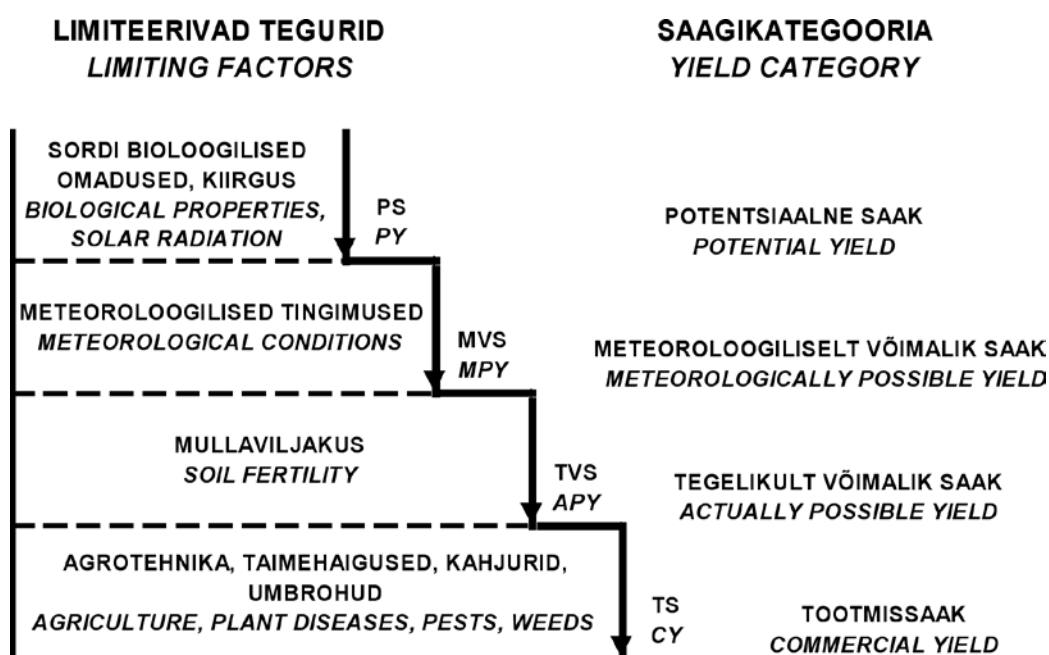 LIMITEERIVAD TEGURID
LIMITING FACTORS
SAAGIKATEGOORIA
YIELD CATEGORY
SORDI BIOLOOGILISED
OMADUSED, KIIRGUS
BIOLOGICAL PROPERTIES,
SOLAR RADIATION
PS
PY
POTENTSIAALNE SAAK
POTENTIAL YIELD
METEOROLOOGILISED TINGIMUSED
METEOROLOGICAL CONDITIONS
MVS
MPY
METEOROLOOGILISELT VÕIMALIK SAAK
METEOROLOGICALLY POSSIBLE YIELD
MULLAVILJAKUS
SOIL FERTILITY
TVS
APY
TEGELIKULT VÕIMALIK SAAK
ACTUALLY POSSIBLE YIELD
AGROTEHNIKA, TAIMEHAIGUSED, KAHJURID,
UMBROHUD
AGRICULTURE, PLANT DISEASES, PESTS, WEEDS
TS
CY
TOOTMISSAAK
COMMERCIAL YIELD